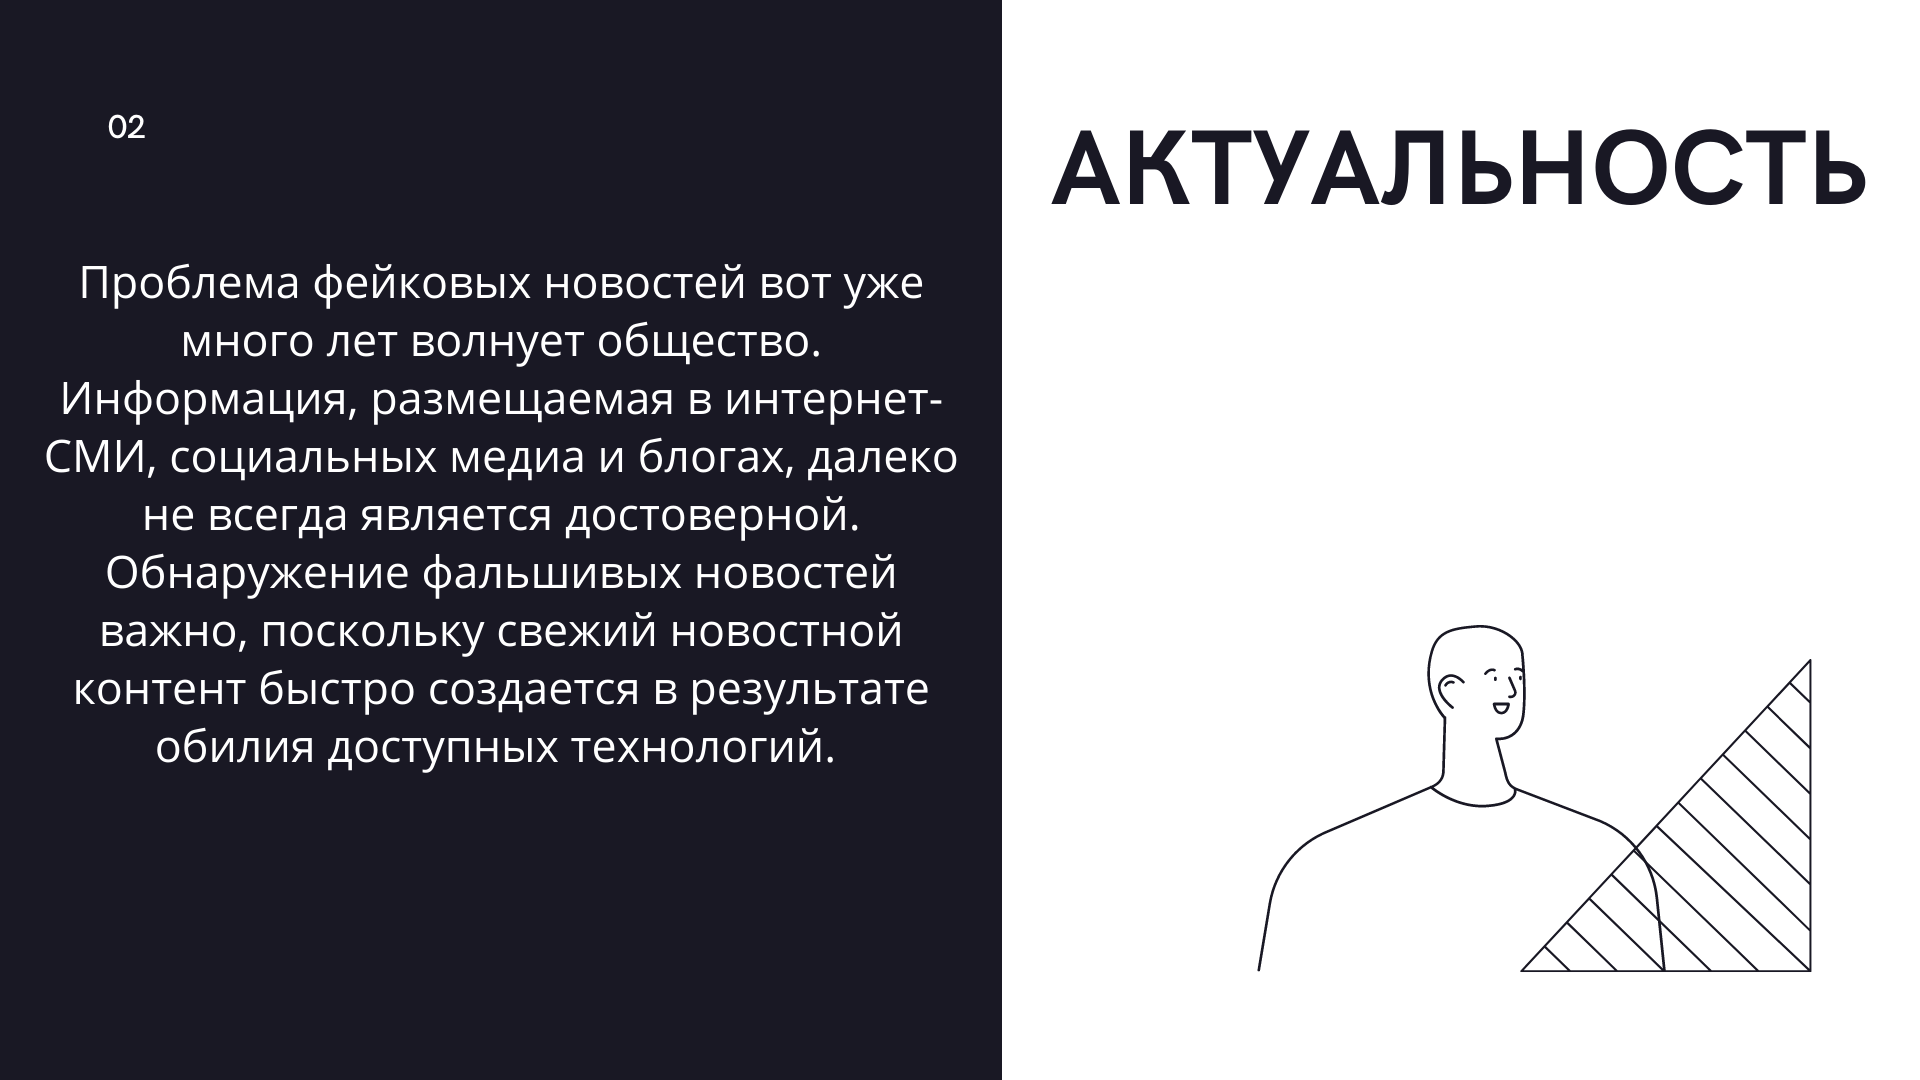 02
АКТУАЛЬНОСТЬ
Проблема фейковых новостей вот уже
много лет волнует общество.
Информация, размещаемая в интернет-
СМИ, социальных медиа и блогах, далеко
не всегда является достоверной.
Обнаружение фальшивых новостей
важно, поскольку свежий новостной
контент быстро создается в результате
обилия доступных технологий.